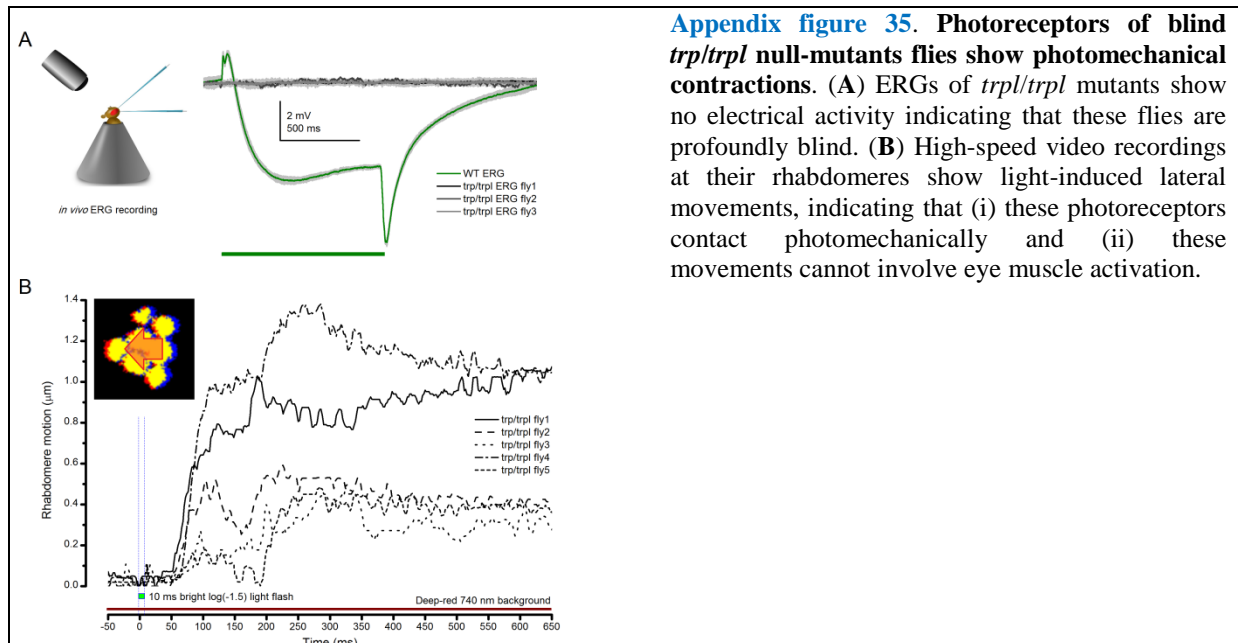 A
in vivo ERG recording
2 mV
500 ms
WT ERG
trp/trpl ERG fly1
trp/trpl ERG fly2
trp/trpl ERG fly3
B
Rhabdomere motion (μm)
1.4
1.2
1.0
0.8
0.6
0.4
0.2
0.0
trp/trpl fly1
trp/trpl fly2
trp/trpl fly3
trp/trpl fly4
trp/trpl fly5
10 ms bright log(-1.5) light flash
Deep-red 740 nm background
-50 0 50 100 150 200 250 300 350 400 450 500 550 600 650
Time (ms)
Appendix figure 35. Photoreceptors of blind
trp/trpl null-mutants flies show photomechanical
contractions. (A) ERGs of trpl/trpl mutants show
no electrical activity indicating that these flies are
profoundly blind. (B) High-speed video recordings
at their rhabdomeres show light-induced lateral
movements, indicating that (i) these photoreceptors
contact photomechanically and (ii) these
movements cannot involve eye muscle activation.